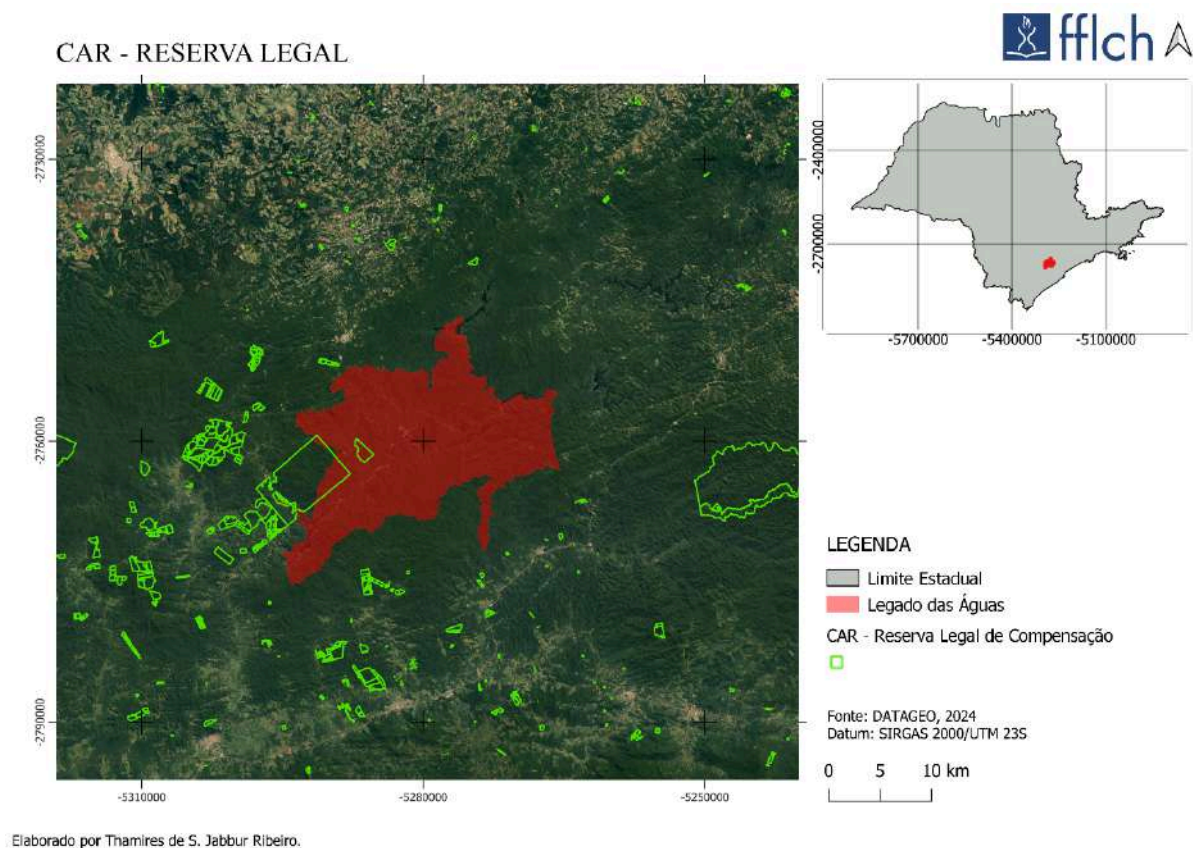 fflch
CAR - RESERVA LEGAL
-2730000
-2760000
-2790000
-5310000
-5280000
-5250000
-2400000
-2700000
-5700000
-5400000
-5100000
LEGENDA
Limite Estadual
Legado das Águas
CAR - Reserva Legal de Compensação
Fonte: DATAGEO, 2024
Datum: SIRGAS 2000/UTM 23S
0 5 10 km
Elaborado por Thamires de S. Jabbur Ribeiro.